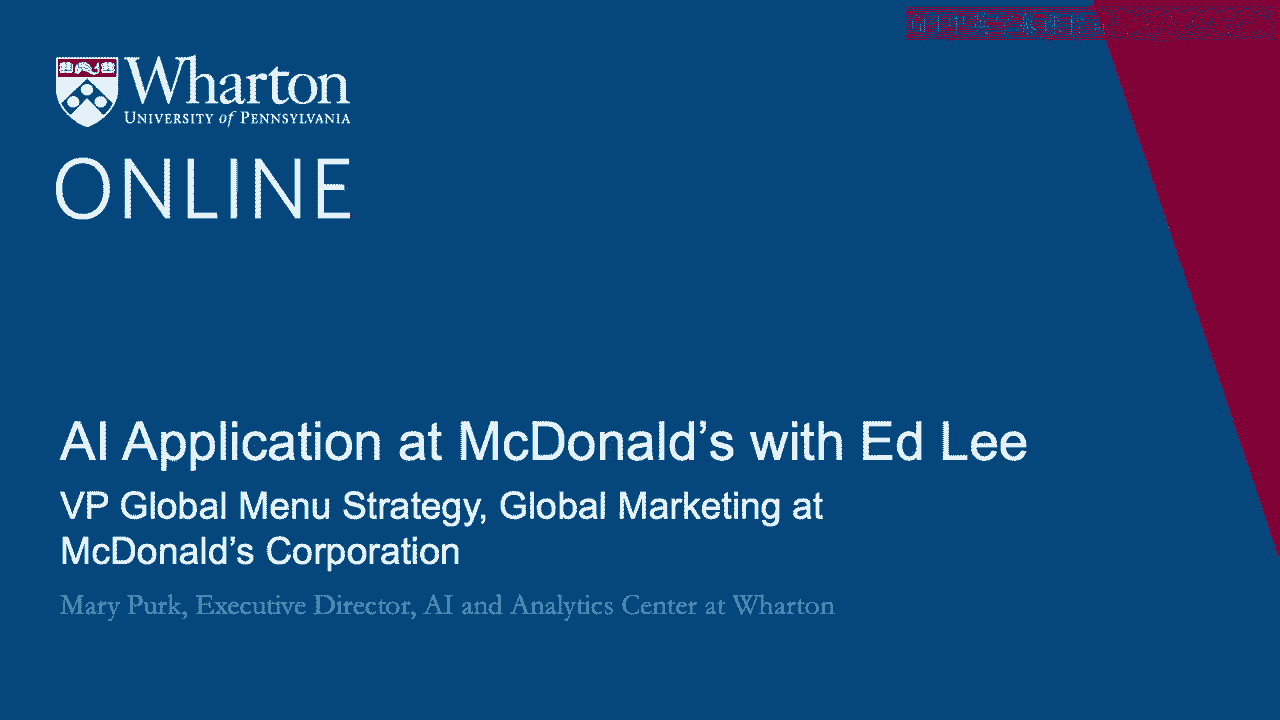 Wharton
UNIVERSITY of PENNSYLVANIA
ONLINE
AI Application at McDonald’s with Ed Lee
VP Global Menu Strategy, Global Marketing at
McDonald’s Corporation
Mary Purk, Executive Director, AI and Analytics Center at Wharton